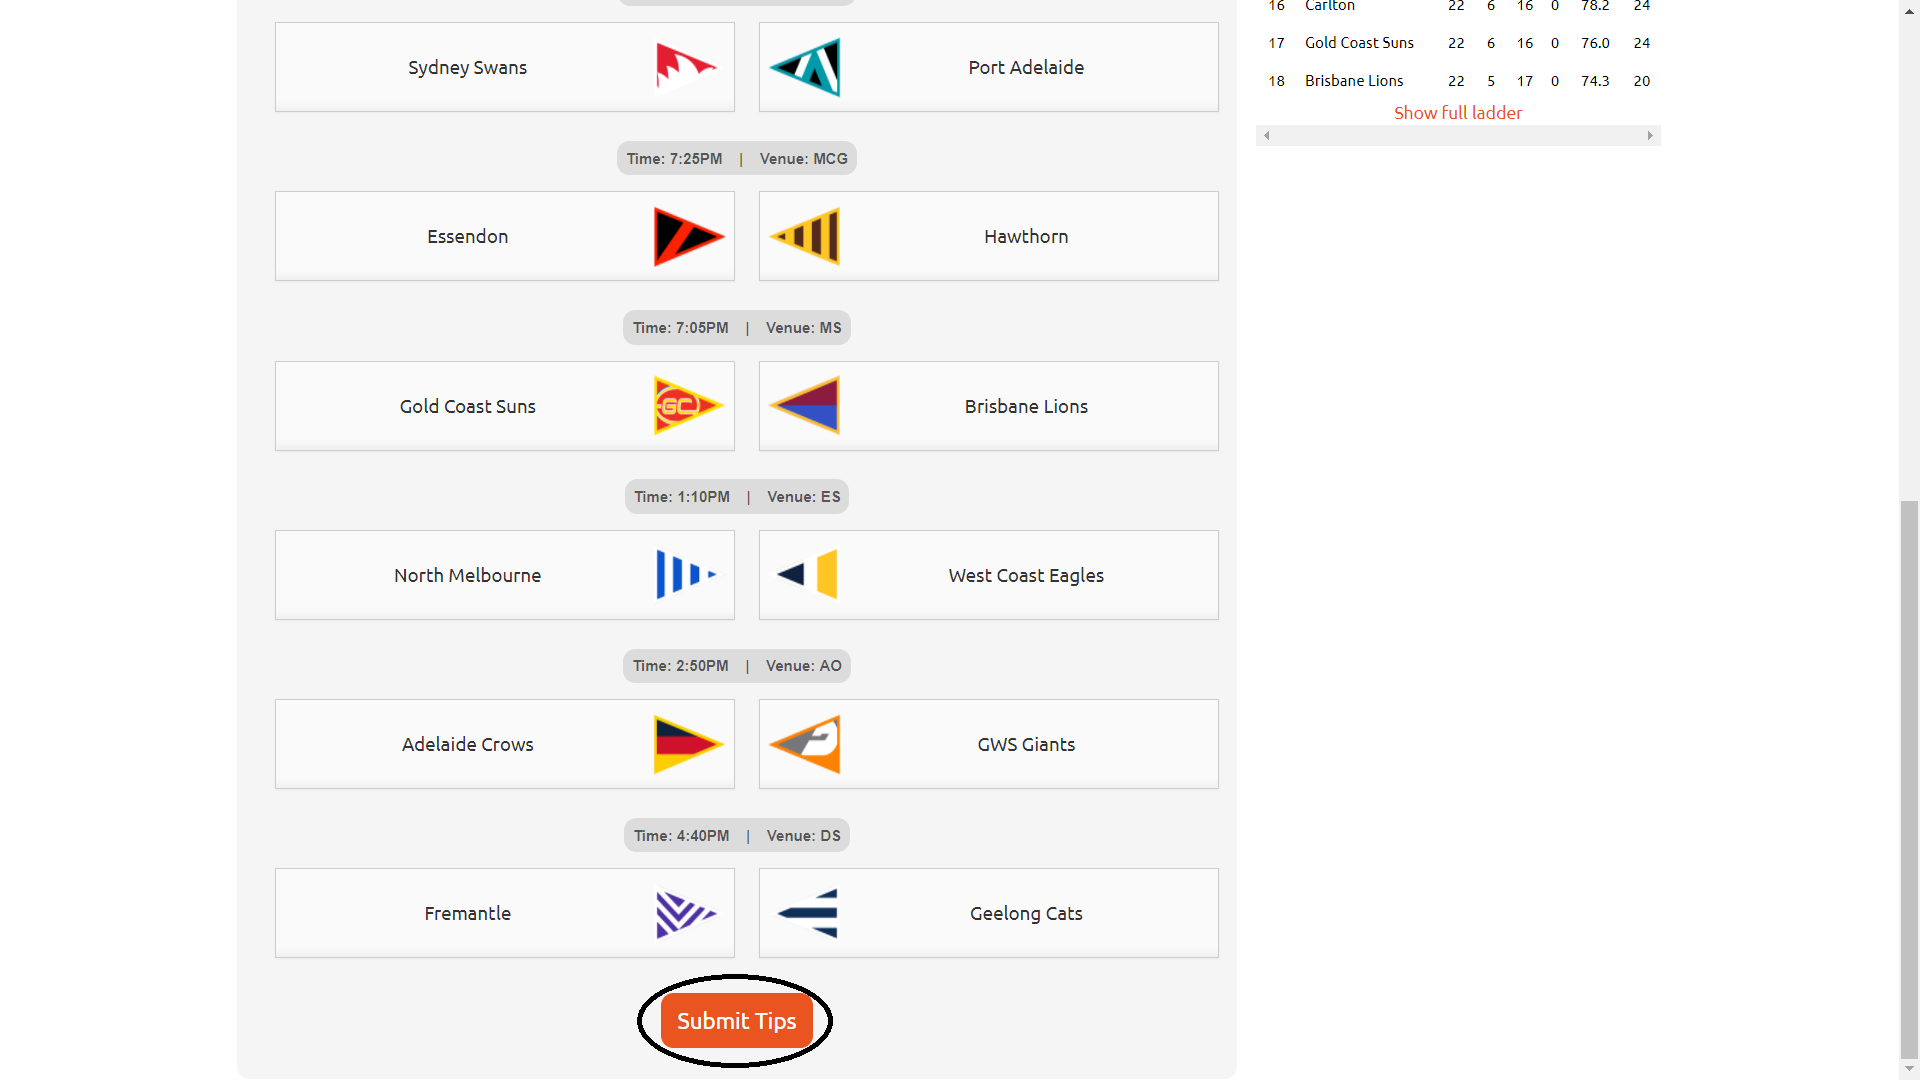 Sydney Swans
Port Adelaide
Time: 7:25PM | Venue: MCG
Essendon
Hawthorn
Time: 7:05PM | Venue: MS
Gold Coast Suns
GC
Brisbane Lions
Time: 1:10PM | Venue: ES
North Melbourne
West Coast Eagles
Time: 2:50PM | Venue: AO
Adelaide Crows
GWS Giants
Time: 4:40PM | Venue: DS
Fremantle
Geelong Cats
Submit Tips
16 Carlton 22 6 16 0 78.2 24
17 Gold Coast Suns 22 6 16 0 76.0 24
18 Brisbane Lions 22 5 17 0 74.3 20
Show full ladder